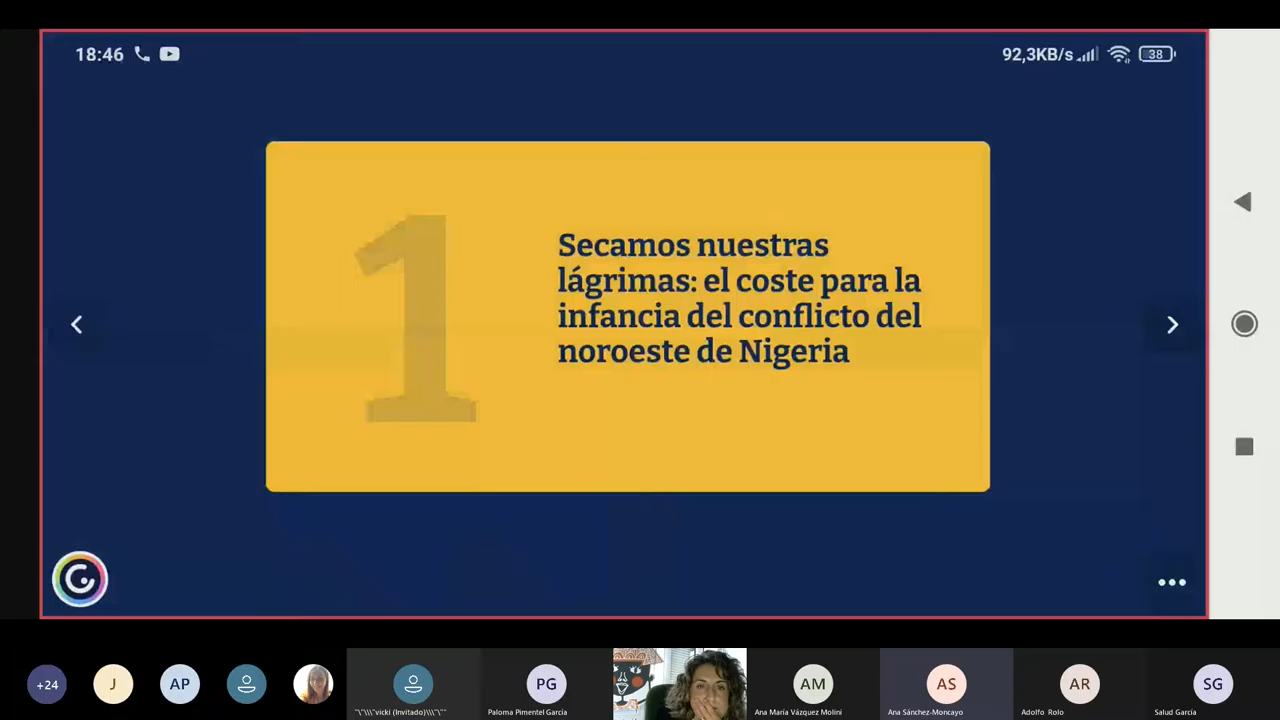 18:46
92,3KB/s
38
1
Secamos nuestras
lágrimas: el coste para la
infancia del conflicto del
noroeste de Nigeria
+24
J
AP
PG
AM
AS
AR
SG
"\"\\\"vicki (Invitado)\\\"\""
Paloma Pimentel García
Ana María Vázquez Molini
Ana Sánchez-Moncayo
Adolfo Rolo
Salud García